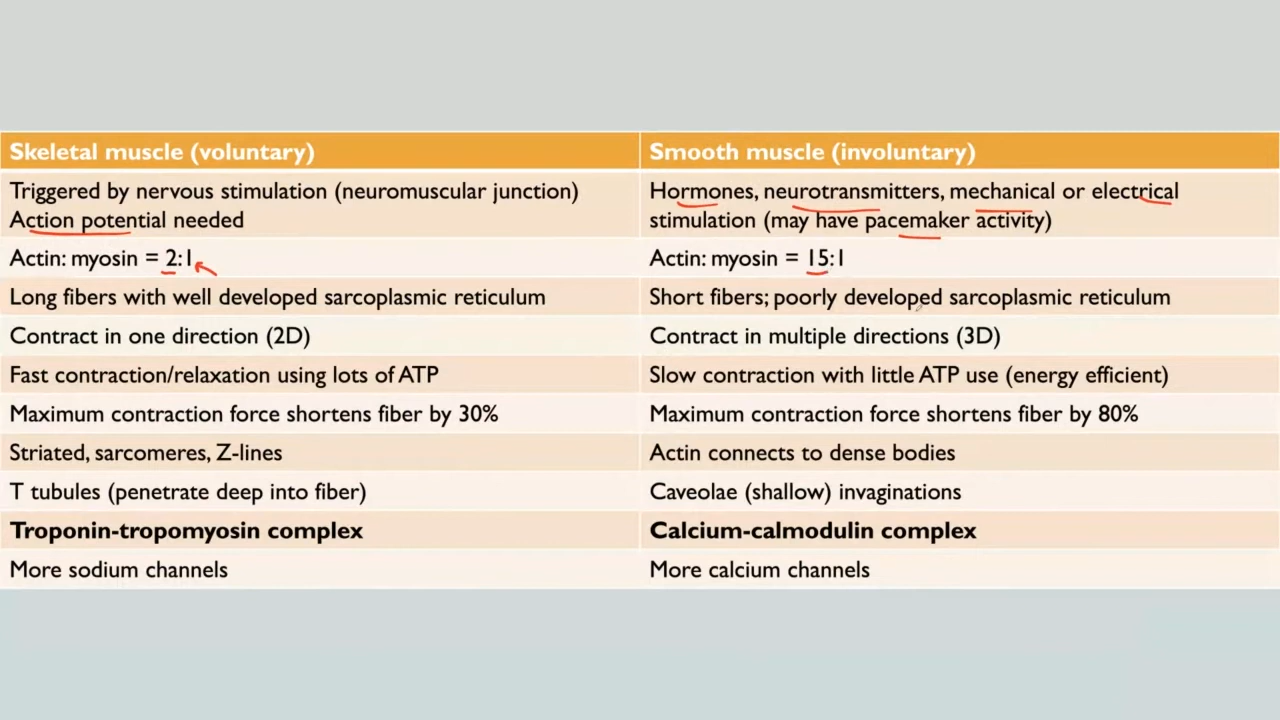 Skeletal muscle (voluntary)
Smooth muscle (involuntary)
Triggered by nervous stimulation (neuromuscular junction)
Action potential needed
Hormones, neurotransmitters, mechanical or electrical
stimulation (may have pacemaker activity)
Actin: myosin = 2:1
Actin: myosin = 15:1
Long fibers with well developed sarcoplasmic reticulum
Short fibers; poorly developed sarcoplasmic reticulum
Contract in one direction (2D)
Contract in multiple directions (3D)
Fast contraction/relaxation using lots of ATP
Slow contraction with little ATP use (energy efficient)
Maximum contraction force shortens fiber by 30%
Maximum contraction force shortens fiber by 80%
Striated, sarcomeres, Z-lines
Actin connects to dense bodies
T tubules (penetrate deep into fiber)
Caveolae (shallow) invaginations
Troponin-tropomyosin complex
Calcium-calmodulin complex
More sodium channels
More calcium channels